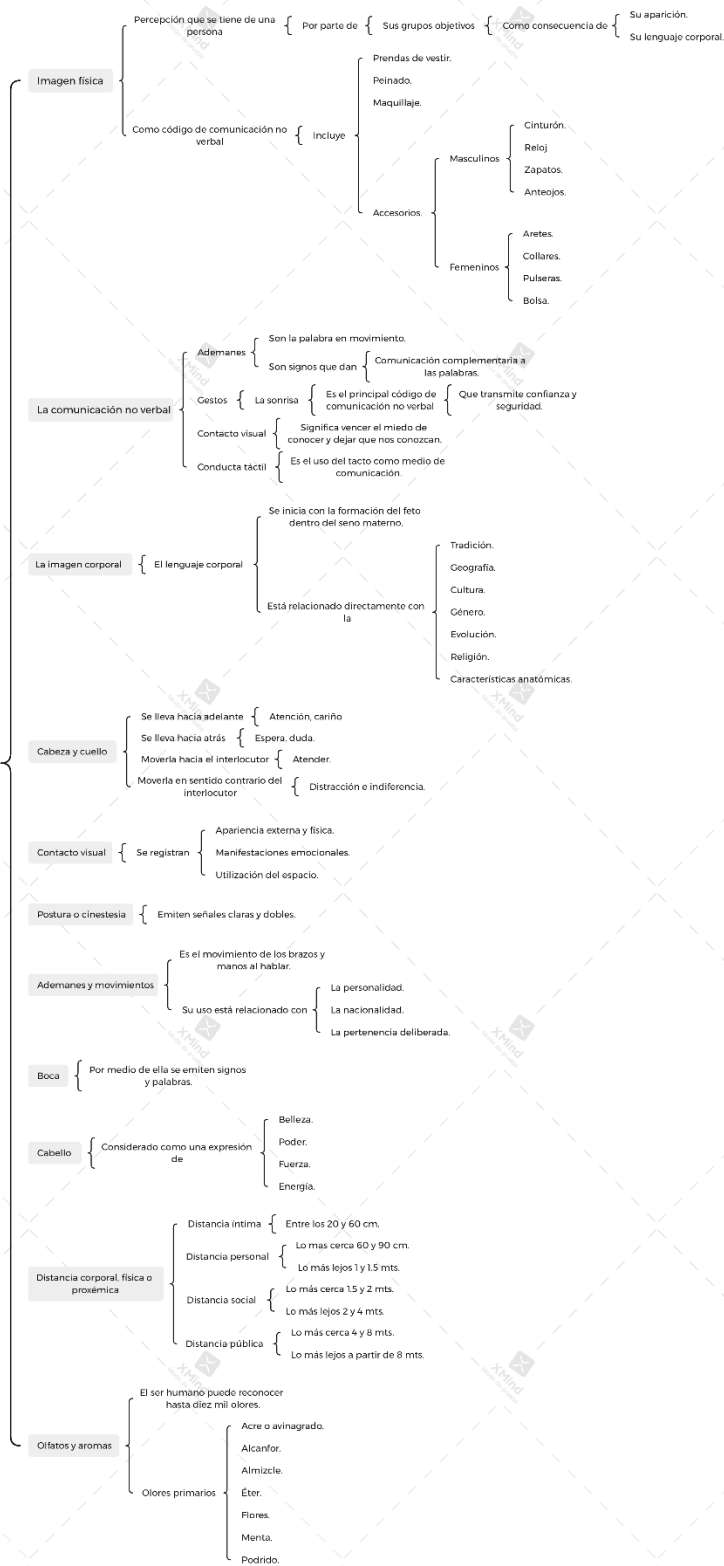 Imagen física
Percepción que se tiene de una
persona
Por parte de
Sus grupos objetivos
Como consecuencia de
Su aparición.
Su lenguaje corporal.
Como código de comunicación no
verbal
Incluye
Prendas de vestir.
Peinado.
Maquillaje.
Accesorios.
Masculinos
Cinturón.
Reloj
Zapatos.
Anteojos.
Femeninos
Aretes.
Collares.
Pulseras.
Bolsa.
La comunicación no verbal
Ademanes
Son la palabra en movimiento.
Son signos que dan
Comunicación complementaria a
las palabras.
Gestos
La sonrisa
Es el principal código de
comunicación no verbal
Que transmite confianza y
seguridad.
Contacto visual
Significa vencer el miedo de
conocer y dejar que nos conozcan.
Conducta táctil
Es el uso del tacto como medio de
comunicación.
La imagen corporal
El lenguaje corporal
Se inicia con la formación del feto
dentro del seno materno.
Está relacionado directamente con
la
Tradición.
Geografía.
Cultura.
Género.
Evolución.
Religión.
Características anatómicas.
Cabeza y cuello
Se lleva hacia adelante
Atención, cariño
Se lleva hacia atrás
Espera, duda.
Moverla hacia el interlocutor
Atender.
Moverla en sentido contrario del
interlocutor
Distracción e indiferencia.
Contacto visual
Se registran
Apariencia externa y física.
Manifestaciones emocionales.
Utilización del espacio.
Postura o cinestesia
Emiten señales claras y dobles.
Ademanes y movimientos
Es el movimiento de los brazos y
manos al hablar.
Su uso está relacionado con
La personalidad.
La nacionalidad.
La pertenencia deliberada.
Boca
Por medio de ella se emiten signos
y palabras.
Cabello
Considerado como una expresión
de
Belleza.
Poder.
Fuerza.
Energía.
Distancia corporal, física o
proxémica
Distancia íntima
Entre los 20 y 60 cm.
Distancia personal
Lo mas cerca 60 y 90 cm.
Lo más lejos 1 y 1.5 mts.
Distancia social
Lo más cerca 1.5 y 2 mts.
Lo más lejos 2 y 4 mts.
Distancia pública
Lo más cerca 4 y 8 mts.
Lo más lejos a partir de 8 mts.
Olfatos y aromas
El ser humano puede reconocer
hasta diez mil olores.
Olores primarios
Acre o avinagrado.
Alcanfor.
Almizcle.
Éter.
Flores.
Menta.
Podrido.
XMind
XMind
XMind
XMind
XMind
XMind
XMind
XMind
XMind
XMind